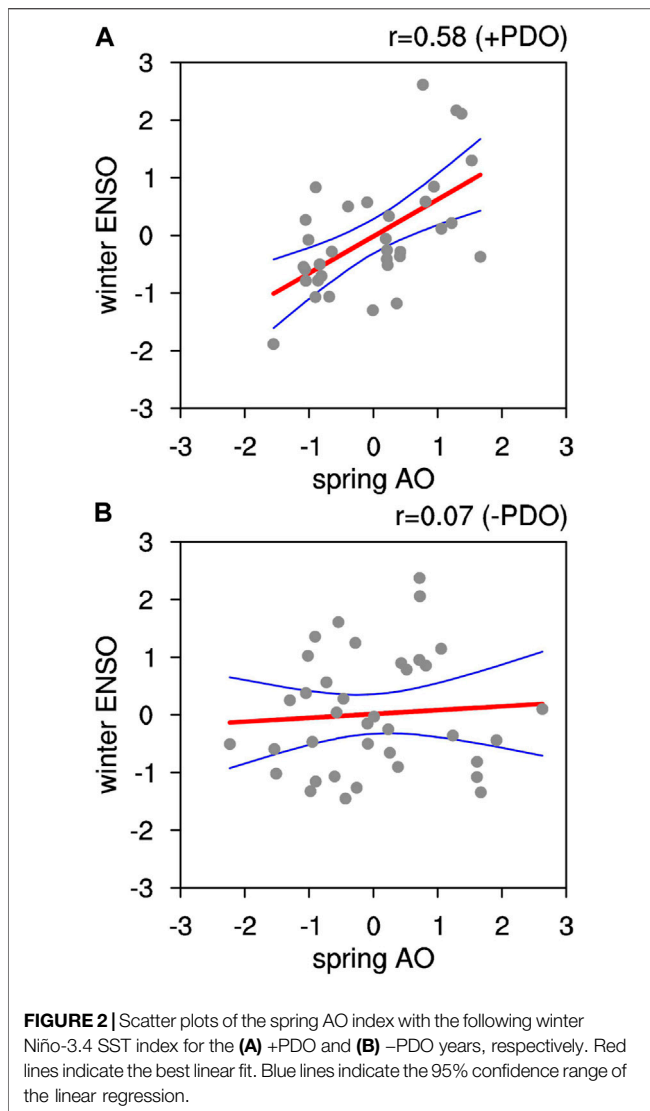 A
r=0.58 (+PDO)
3
2
1
0
-1
-2
-3
winter ENSO
-3 -2 -1 0 1 2 3
spring AO
B
r=0.07 (-PDO)
3
2
1
0
-1
-2
-3
winter ENSO
-3 -2 -1 0 1 2 3
spring AO
FIGURE 2 | Scatter plots of the spring AO index with the following winter
Niño-3.4 SST index for the (A) +PDO and (B) −PDO years, respectively. Red
lines indicate the best linear fit. Blue lines indicate the 95% confidence range of
the linear regression.